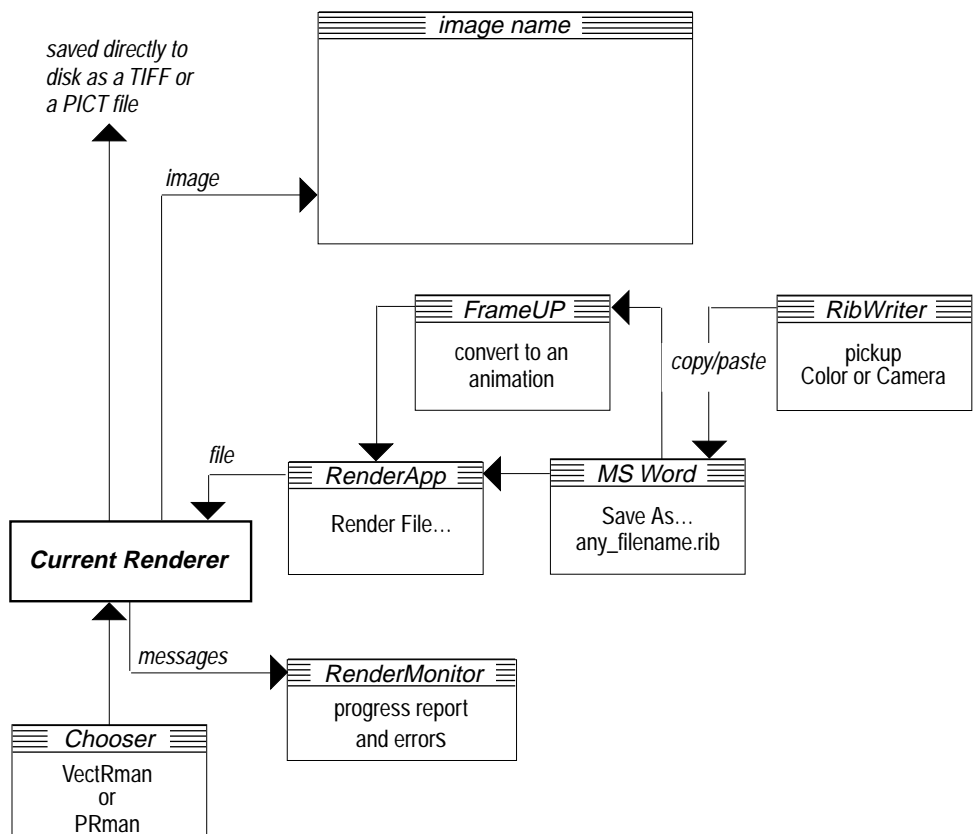 image name
saved directly to
disk as a TIFF or
a PICT file
image
FrameUP
convert to an
animation
copy/paste
RibWriter
pickup
Color or Camera
file
RenderApp
Render File…
MS Word
Save As…
any_filename.rib
Current Renderer
messages
RenderMonitor
progress report
and errors
Chooser
VectRman
or
PRman